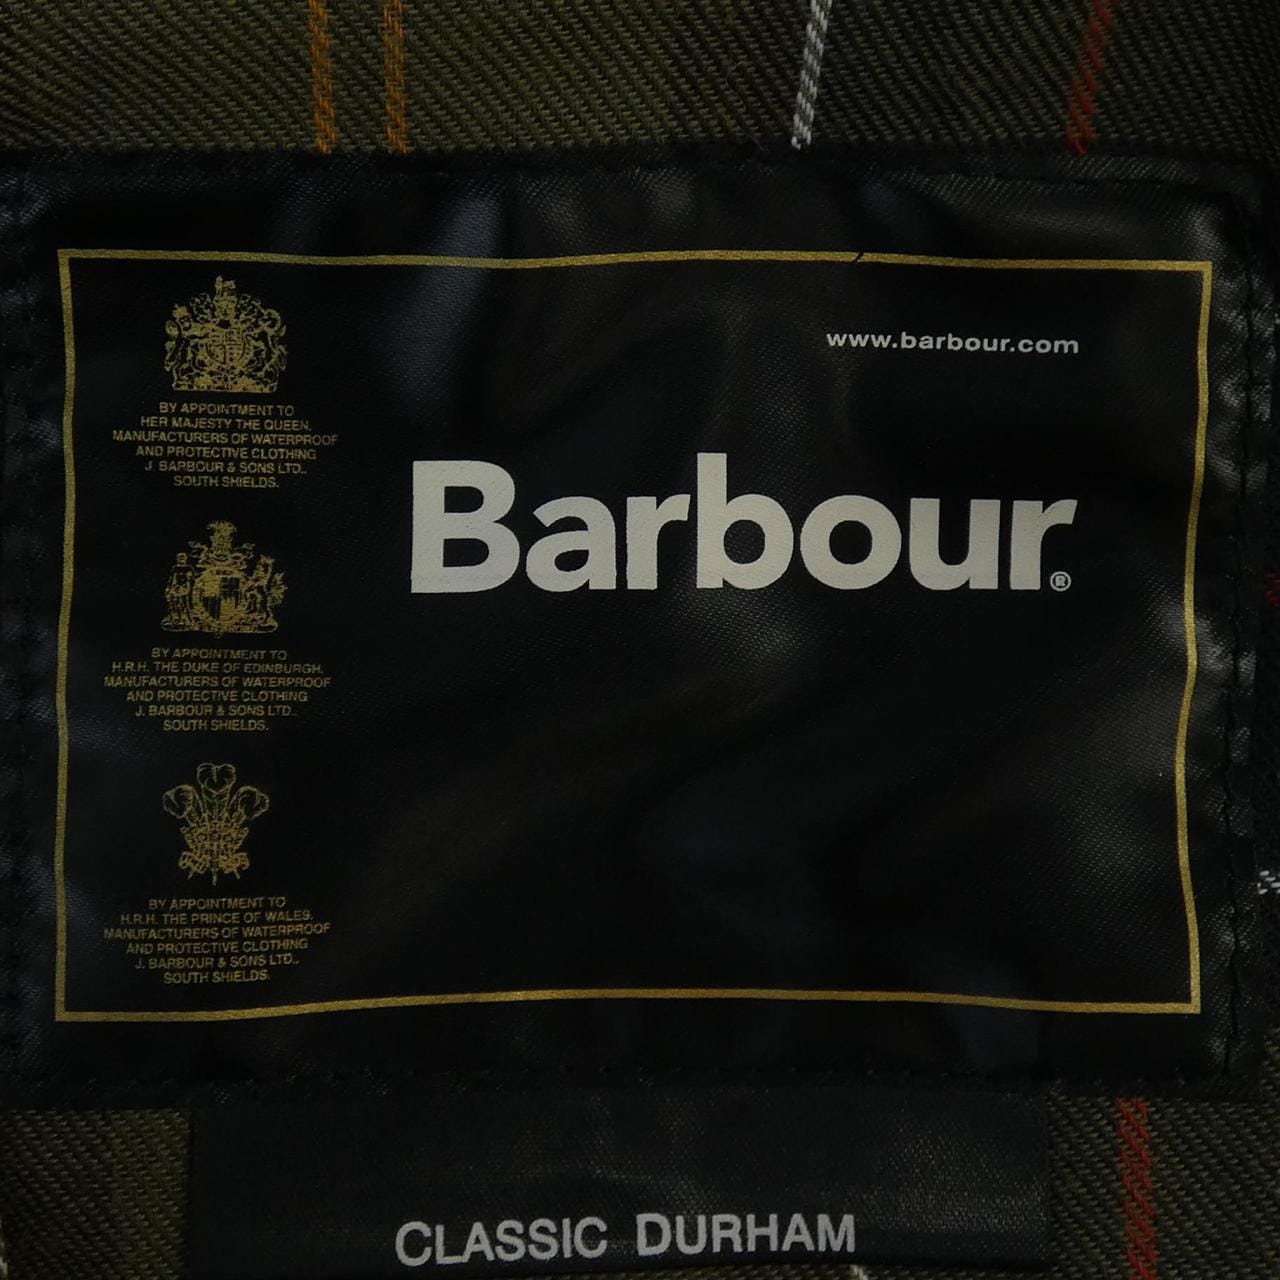 www.barbour.com
BY APPOINTMENT TO
HER MAJESTY THE QUEEN.
MANUFACTURERS OF WATERPROOF
AND PROTECTIVE CLOTHING
J. BARBOUR & SONS LTD..
SOUTH SHIELDS.
Barbour®
BY APPOINTMENT TO
H.R.H. THE DUKE OF EDINBURGH.
MANUFACTURERS OF WATERPROOF
AND PROTECTIVE CLOTHING
J. BARBOUR & SONS LTD..
SOUTH SHIELDS.
BY APPOINTMENT TO
H.R.H. THE PRINCE OF WALES.
MANUFACTURERS OF WATERPROOF
AND PROTECTIVE CLOTHING
J. BARBOUR & SONS LTD..
SOUTH SHIELDS.
CLASSIC DURHAM